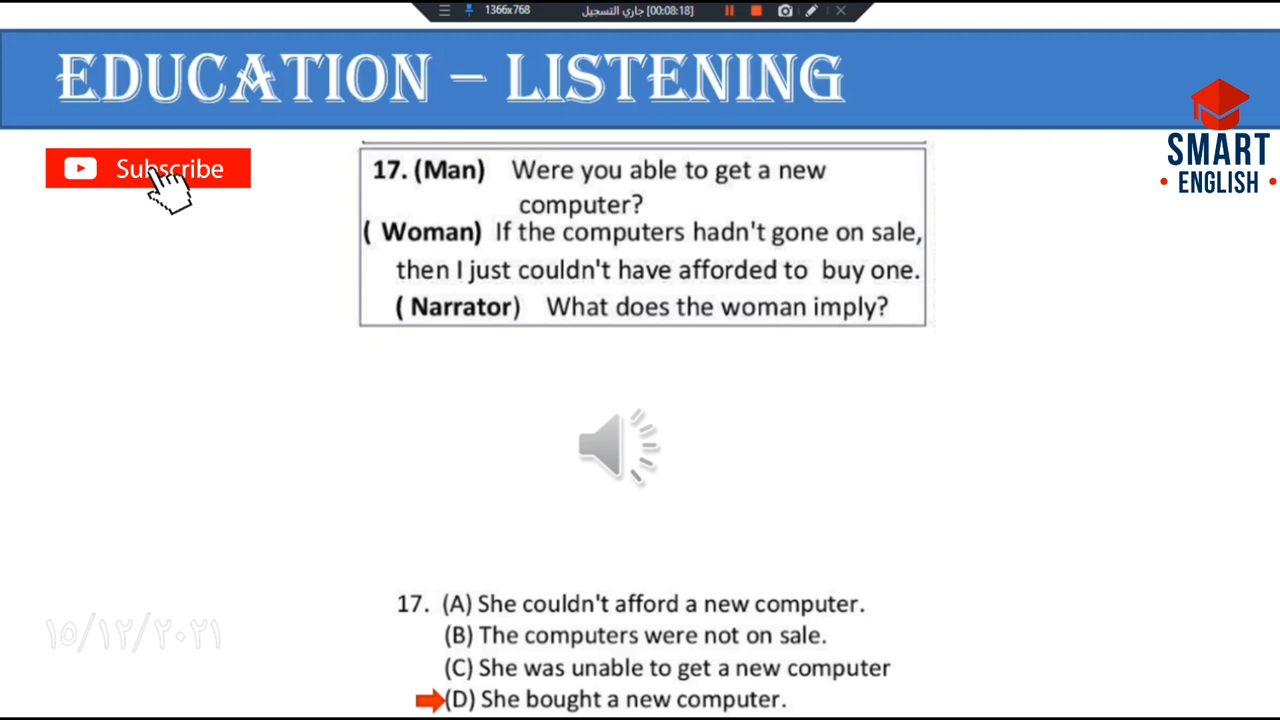 1366x768 [00:08:18] جاري التسجيل
EDUCATION – LISTENING
Subscribe
SMART
• ENGLISH •
17. (Man) Were you able to get a new
computer?
( Woman) If the computers hadn't gone on sale,
then I just couldn't have afforded to buy one.
( Narrator) What does the woman imply?
17. (A) She couldn't afford a new computer.
(B) The computers were not on sale.
(C) She was unable to get a new computer
(D) She bought a new computer.
١٥/١٢/٢٠٢١